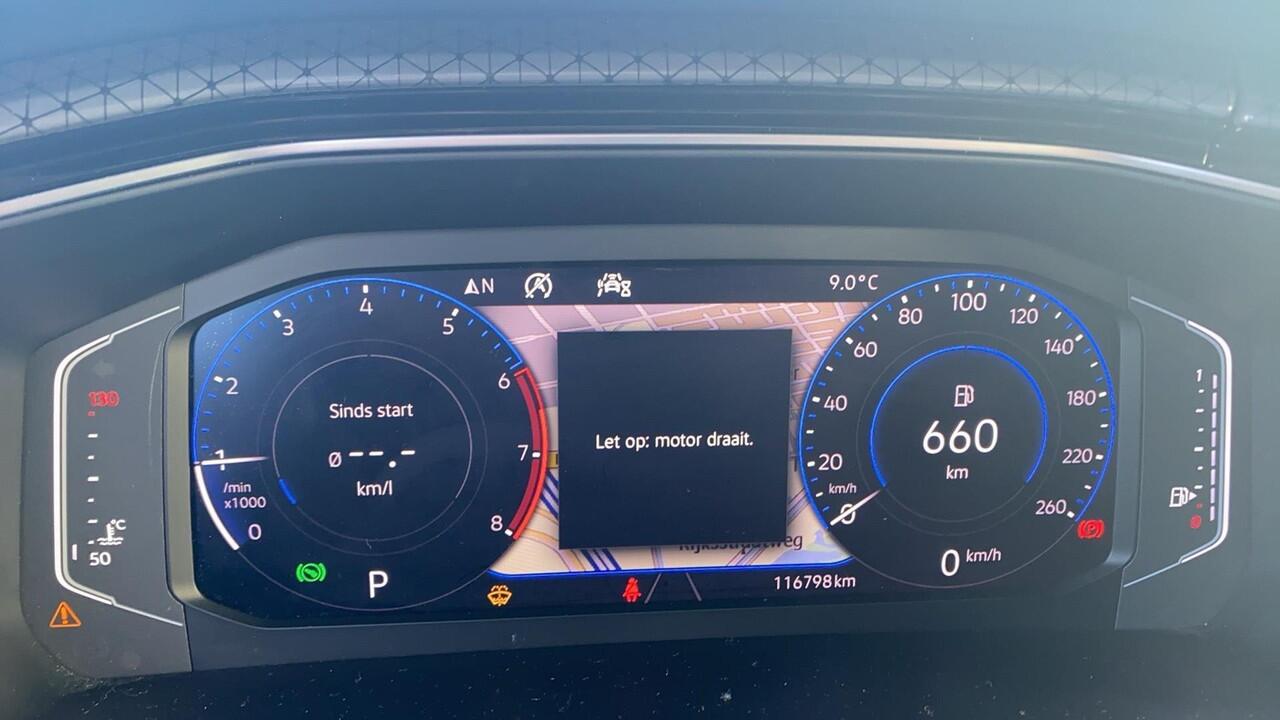 N
9.0°C
4
100
3
5
80
120
2
6
60
140
130
Sinds start
40
180
1
Ø --.-
7
Let op: motor draait.
660
km/l
km
20
220
/min
x1000
km/h
0
0
8
260
°C
50
0
P
0 km/h
116798km
1